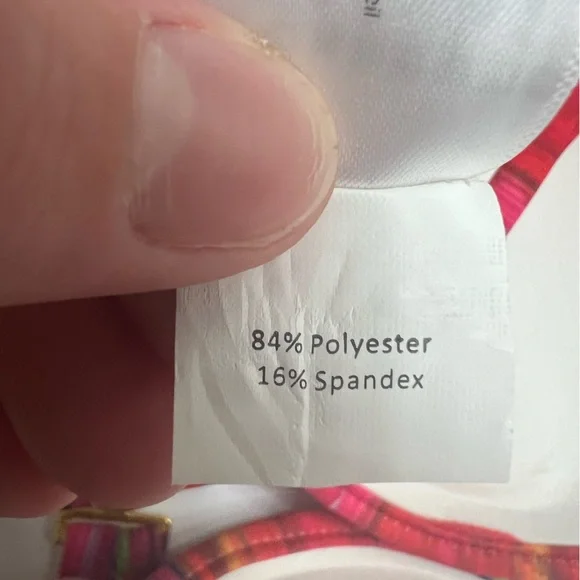 84% Polyester
16% Spandex